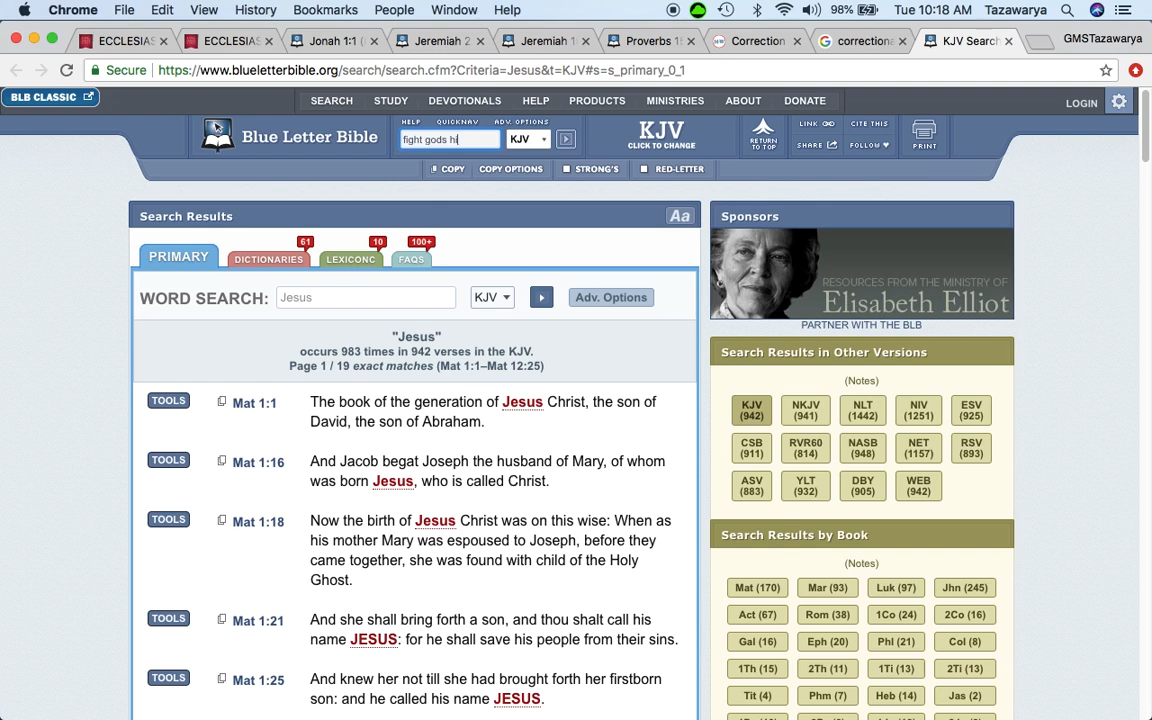 Chrome File Edit View History Bookmarks People Window Help 98% Tue 10:18 AM Tazawarya
ECCLESIAS ECCLESIAS Jonah 1:1 ( Jeremiah 2 Jeremiah 1 Proverbs 15 Correction correctiona KJV Search GMSTazawarya
Secure https://www.blueletterbible.org/search/search.cfm?Criteria=Jesus&t=KJV#s=s_primary_0_1
BLB CLASSIC SEARCH STUDY DEVOTIONALS HELP PRODUCTS MINISTRIES ABOUT DONATE LOGIN
HELP QUICKNAV ADV. OPTIONS
Blue Letter Bible fight gods hi KJV KJV
CLICK TO CHANGE
RETURN TO TOP LINK CITE THIS SHARE FOLLOW PRINT
COPY COPY OPTIONS STRONG'S RED-LETTER
Search Results Aa
61 10 100+
PRIMARY DICTIONARIES LEXICONC FAQS
WORD SEARCH: Jesus KJV Adv. Options
"Jesus"
occurs 983 times in 942 verses in the KJV.
Page 1 / 19 exact matches (Mat 1:1–Mat 12:25)
TOOLS Mat 1:1 The book of the generation of Jesus Christ, the son of
David, the son of Abraham.
TOOLS Mat 1:16 And Jacob begat Joseph the husband of Mary, of whom
was born Jesus, who is called Christ.
TOOLS Mat 1:18 Now the birth of Jesus Christ was on this wise: When as
his mother Mary was espoused to Joseph, before they
came together, she was found with child of the Holy
Ghost.
TOOLS Mat 1:21 And she shall bring forth a son, and thou shalt call his
name JESUS: for he shall save his people from their sins.
TOOLS Mat 1:25 And knew her not till she had brought forth her firstborn
son: and he called his name JESUS.
Sponsors
RESOURCES FROM THE MINISTRY OF
Elisabeth Elliot
PARTNER WITH THE BLB
Search Results in Other Versions
(Notes)
KJV (942) NKJV (941) NLT (1442) NIV (1251) ESV (925)
CSB (911) RVR60 (814) NASB (948) NET (1157) RSV (893)
ASV (883) YLT (932) DBY (905) WEB (942)
Search Results by Book
(Notes)
Mat (170) Mar (93) Luk (97) Jhn (245)
Act (67) Rom (38) 1Co (24) 2Co (16)
Gal (16) Eph (20) Phl (21) Col (8)
1Th (15) 2Th (11) 1Ti (13) 2Ti (13)
Tit (4) Phm (7) Heb (14) Jas (2)